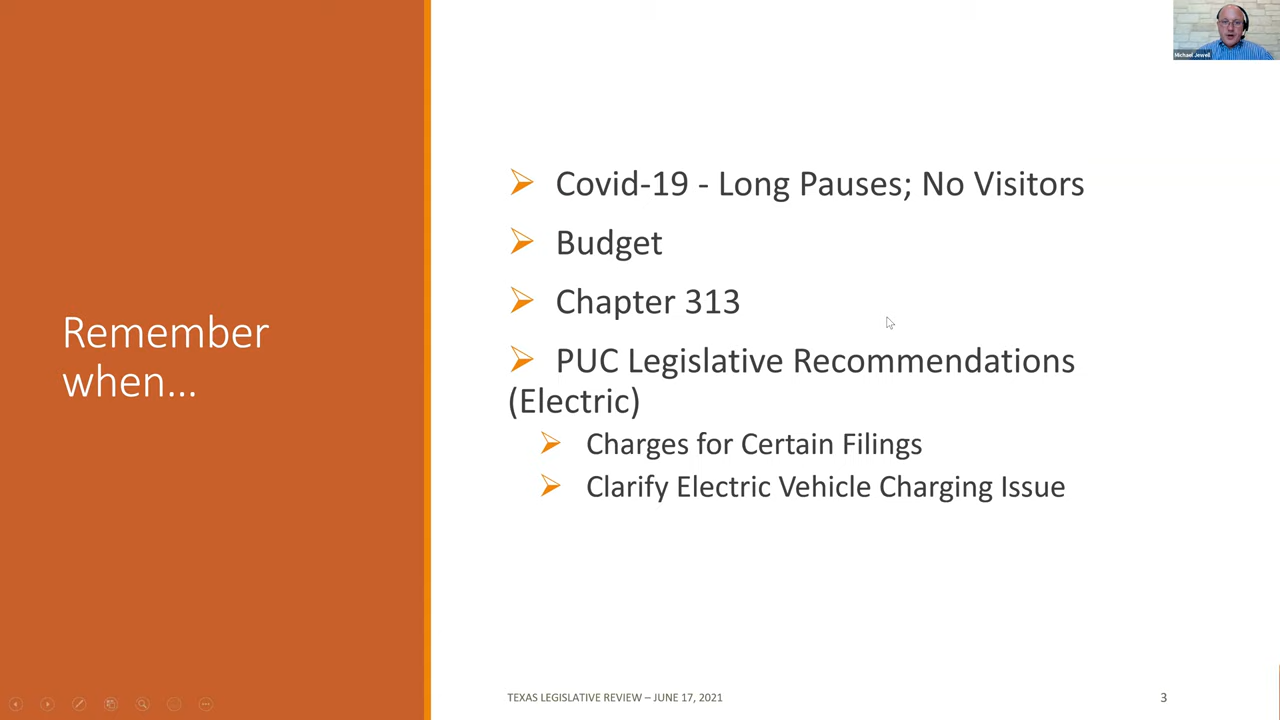 Michael Jewell
Remember
when...
Covid-19 - Long Pauses; No Visitors
Budget
Chapter 313
PUC Legislative Recommendations
(Electric)
Charges for Certain Filings
Clarify Electric Vehicle Charging Issue
TEXAS LEGISLATIVE REVIEW – JUNE 17, 2021
3